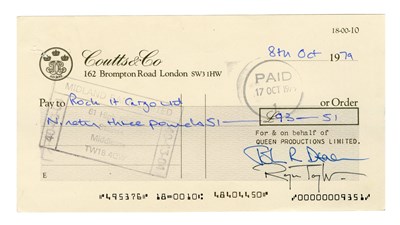 18-00-10
Coutts & Co
8th Oct 1979
162 Brompton Road London SW3 1HW
PAID
17 OCT
Pay to Rock It Cargo Ltd or Order
Ninety three pounds 51 — £93 — 51
For & on behalf of
QUEEN PRODUCTIONS LIMITED.
E
⑈495376⑈ 18⑉0010⑆ 48404450⑈ ⑇00000009351⑇